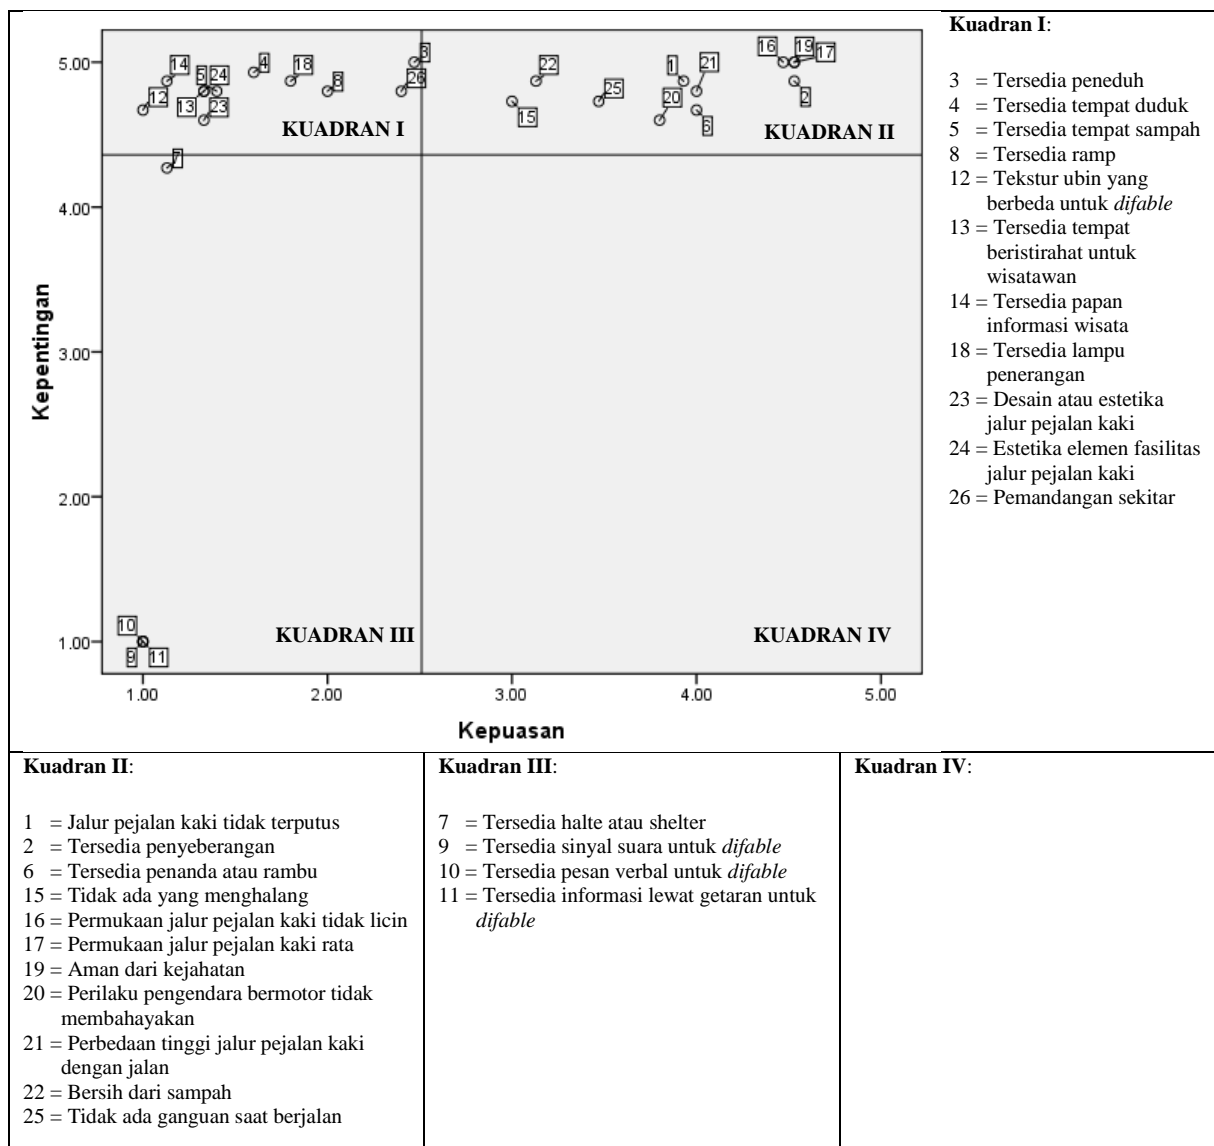 Kepentingan
5.00
4.00
3.00
2.00
1.00
14
5
24
4
18
8
3
26
12
13
23
7
22
15
25
1
20
21
6
16
19
17
2
KUADRAN I
KUADRAN II
10
9
11
KUADRAN III
KUADRAN IV
1.00
2.00
3.00
4.00
5.00
Kepuasan
Kuadran I:
3 = Tersedia peneduh
4 = Tersedia tempat duduk
5 = Tersedia tempat sampah
8 = Tersedia ramp
12 = Tekstur ubin yang
berbeda untuk difable
13 = Tersedia tempat
beristirahat untuk
wisatawan
14 = Tersedia papan
informasi wisata
18 = Tersedia lampu
penerangan
23 = Desain atau estetika
jalur pejalan kaki
24 = Estetika elemen fasilitas
jalur pejalan kaki
26 = Pemandangan sekitar
Kuadran II:
1 = Jalur pejalan kaki tidak terputus
2 = Tersedia penyeberangan
6 = Tersedia penanda atau rambu
15 = Tidak ada yang menghalang
16 = Permukaan jalur pejalan kaki tidak licin
17 = Permukaan jalur pejalan kaki rata
19 = Aman dari kejahatan
20 = Perilaku pengendara bermotor tidak
membahayakan
21 = Perbedaan tinggi jalur pejalan kaki
dengan jalan
22 = Bersih dari sampah
25 = Tidak ada ganguan saat berjalan
Kuadran III:
7 = Tersedia halte atau shelter
9 = Tersedia sinyal suara untuk difable
10 = Tersedia pesan verbal untuk difable
11 = Tersedia informasi lewat getaran untuk
difable
Kuadran IV: